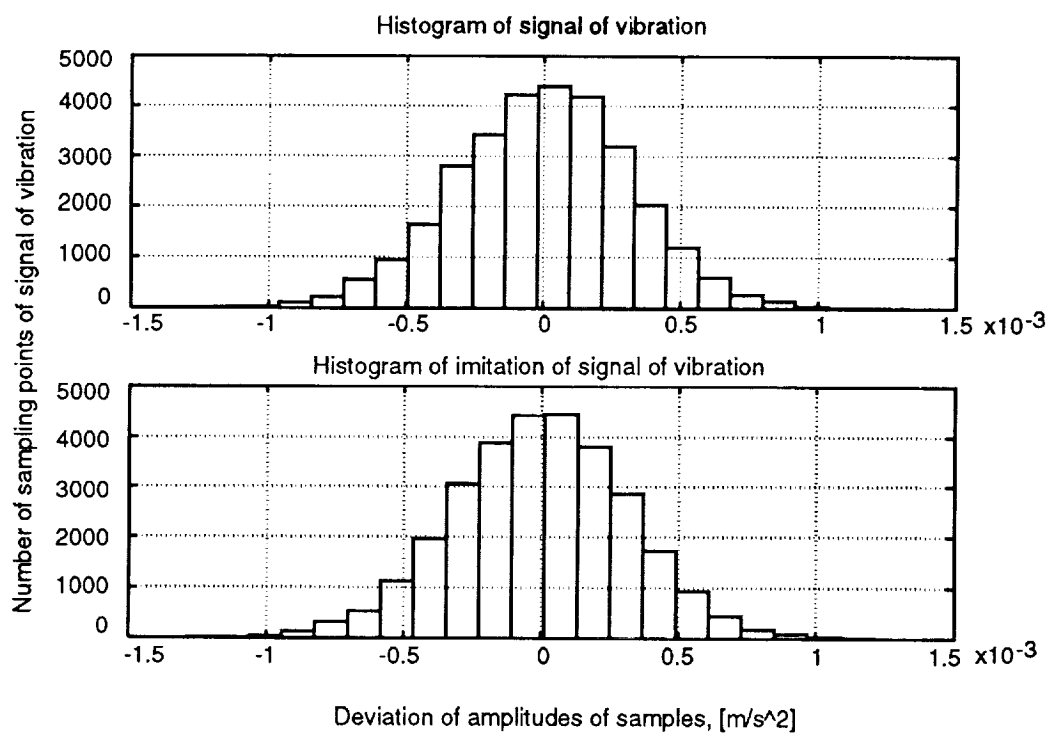 Histogram of signal of vibration
5000
4000
3000
2000
1000
0
-1.5 -1 -0.5 0 0.5 1 1.5 x10-3
Number of sampling points of signal of vibration
Histogram of imitation of signal of vibration
5000
4000
3000
2000
1000
0
-1.5 -1 -0.5 0 0.5 1 1.5 x10-3
Deviation of amplitudes of samples, [m/s^2]